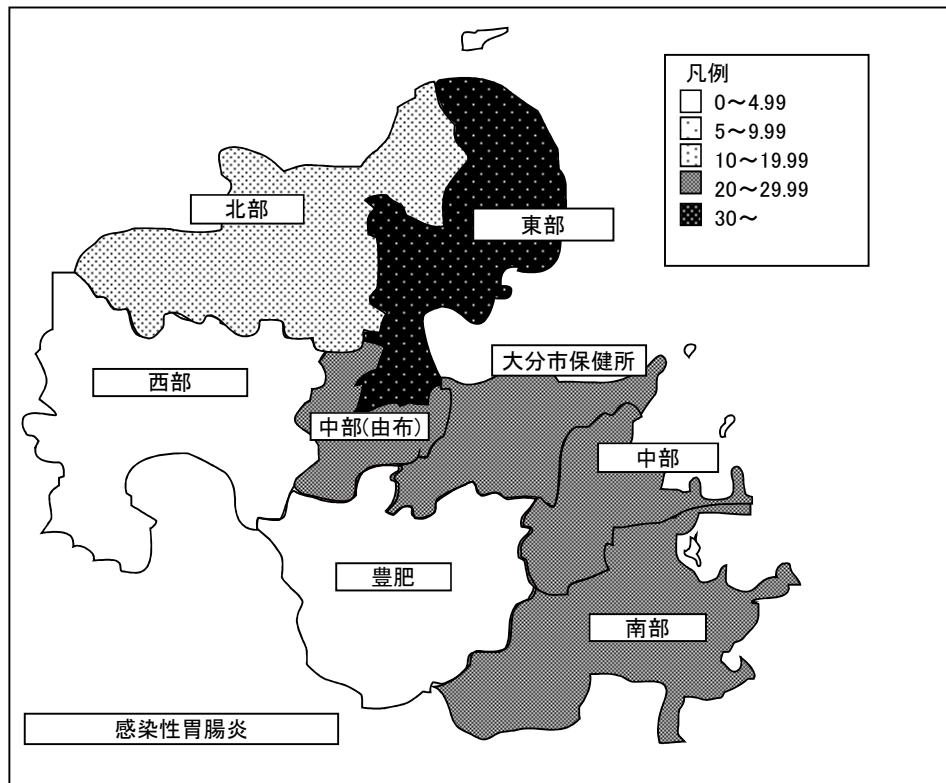 凡例
0～4.99
5～9.99
10～19.99
20～29.99
30～
北部
東部
大分市保健所
西部
中部(由布)
中部
豊肥
南部
感染性胃腸炎